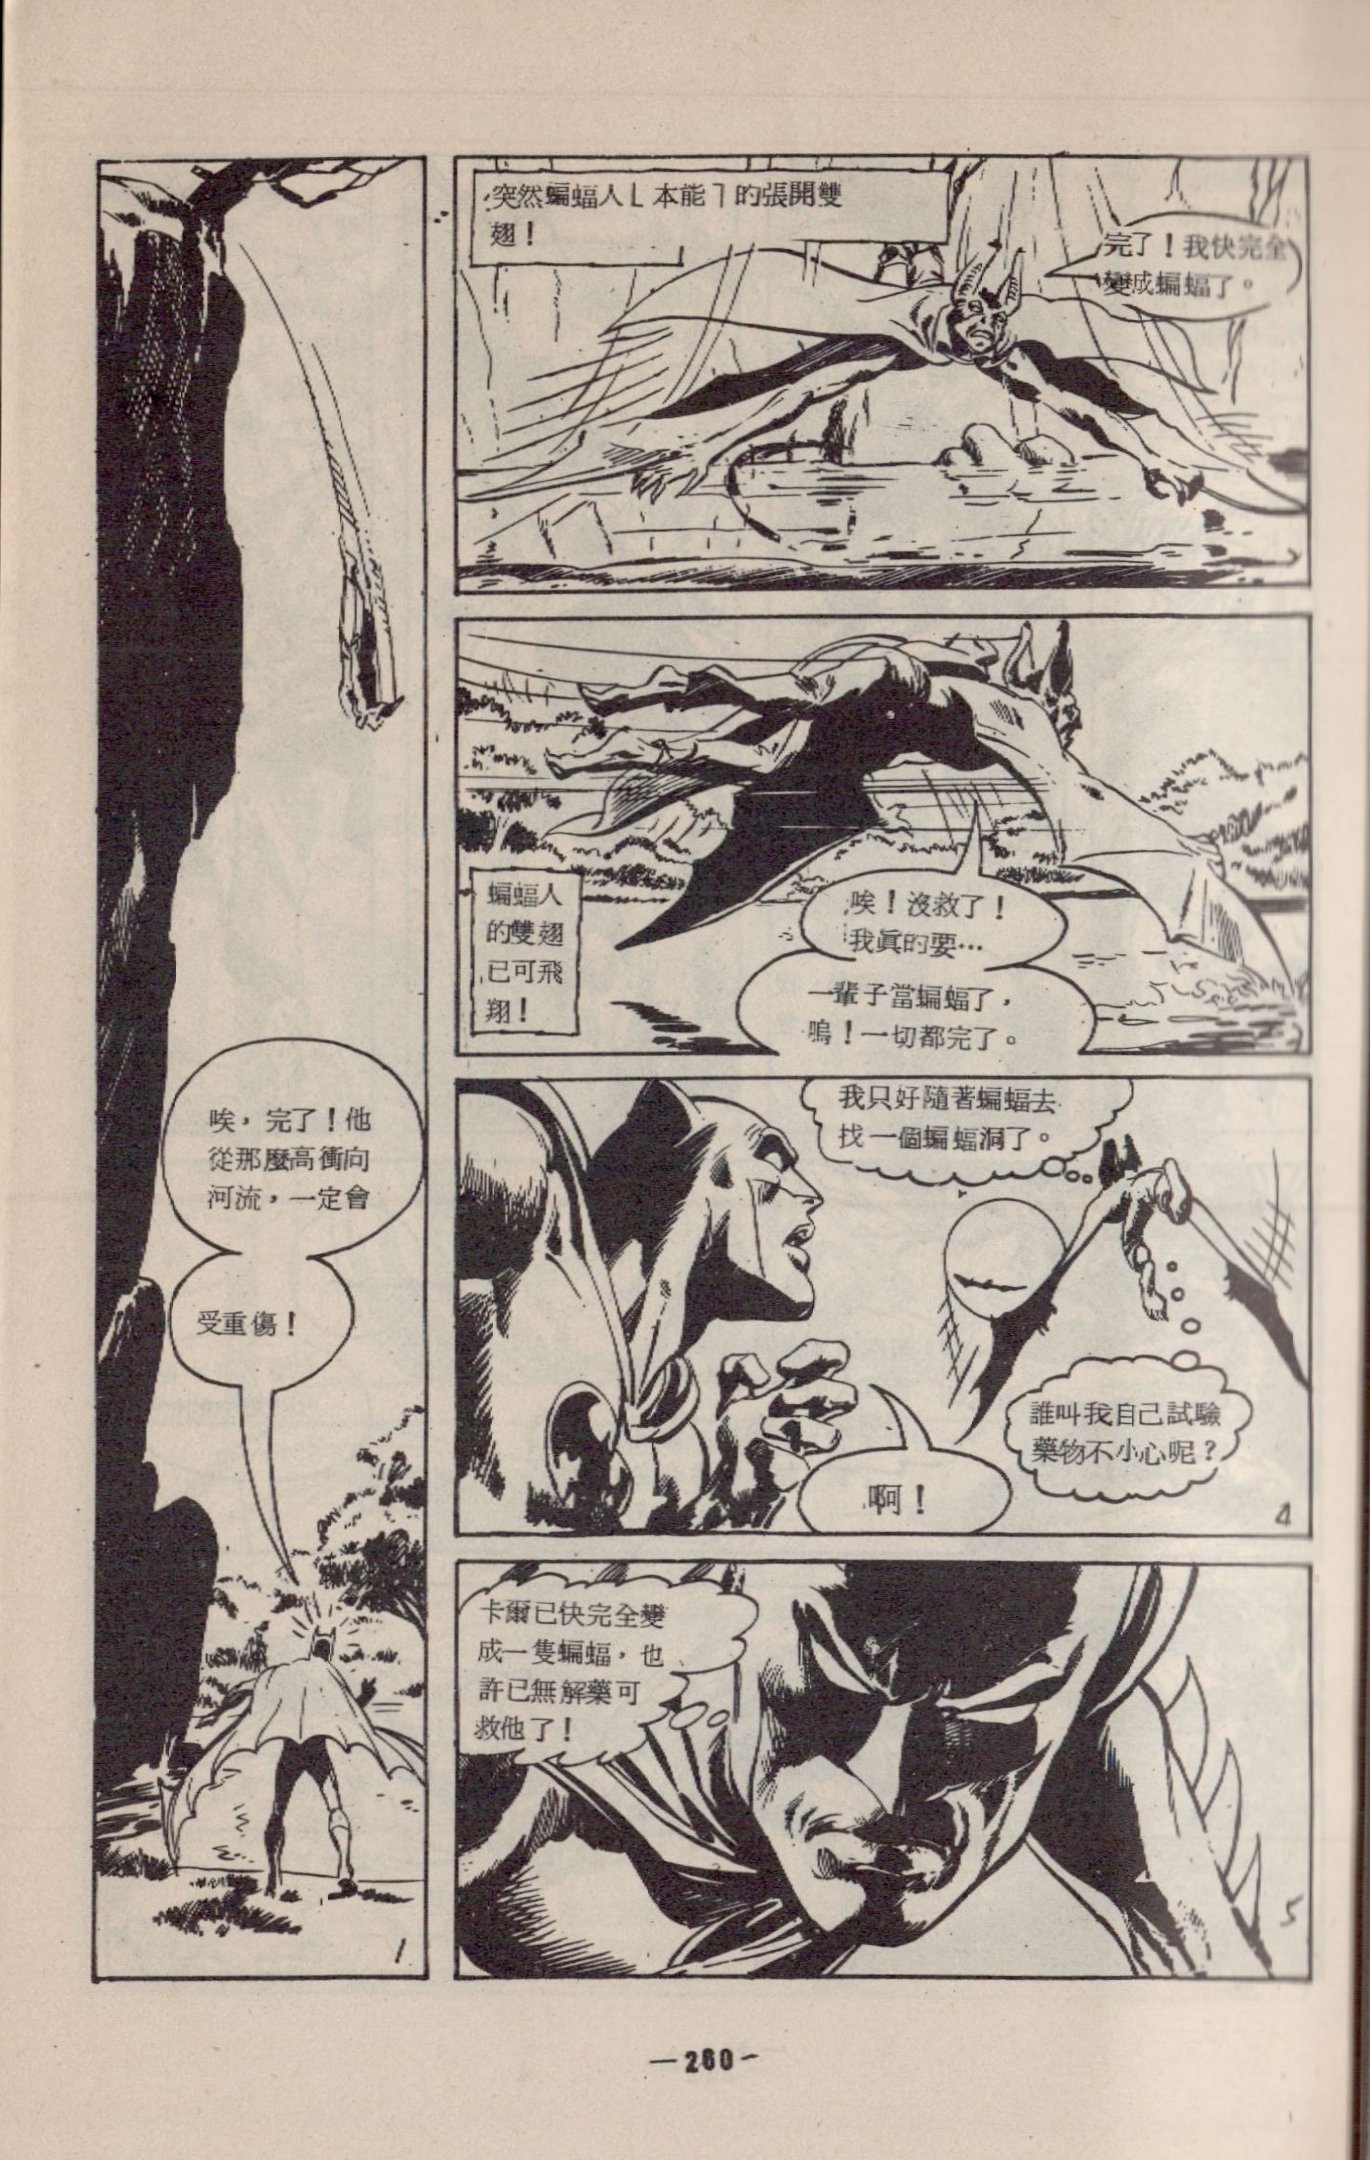 唉，完了！他
從那麼高衝向
河流，一定會
受重傷！
1
突然蝙蝠人「本能」的張開雙
翅！
完了！我快完全
變成蝙蝠了。
蝙蝠人
的雙翅
已可飛
翔！
唉！沒救了！
我眞的要…
一輩子當蝙蝠了，
嗚！一切都完了。
我只好隨著蝙蝠去
找一個蝙蝠洞了。
誰叫我自己試驗
藥物不小心呢？
啊！
4
卡爾已快完全變
成一隻蝙蝠，也
許已無解藥可
救他了！
5
—260—